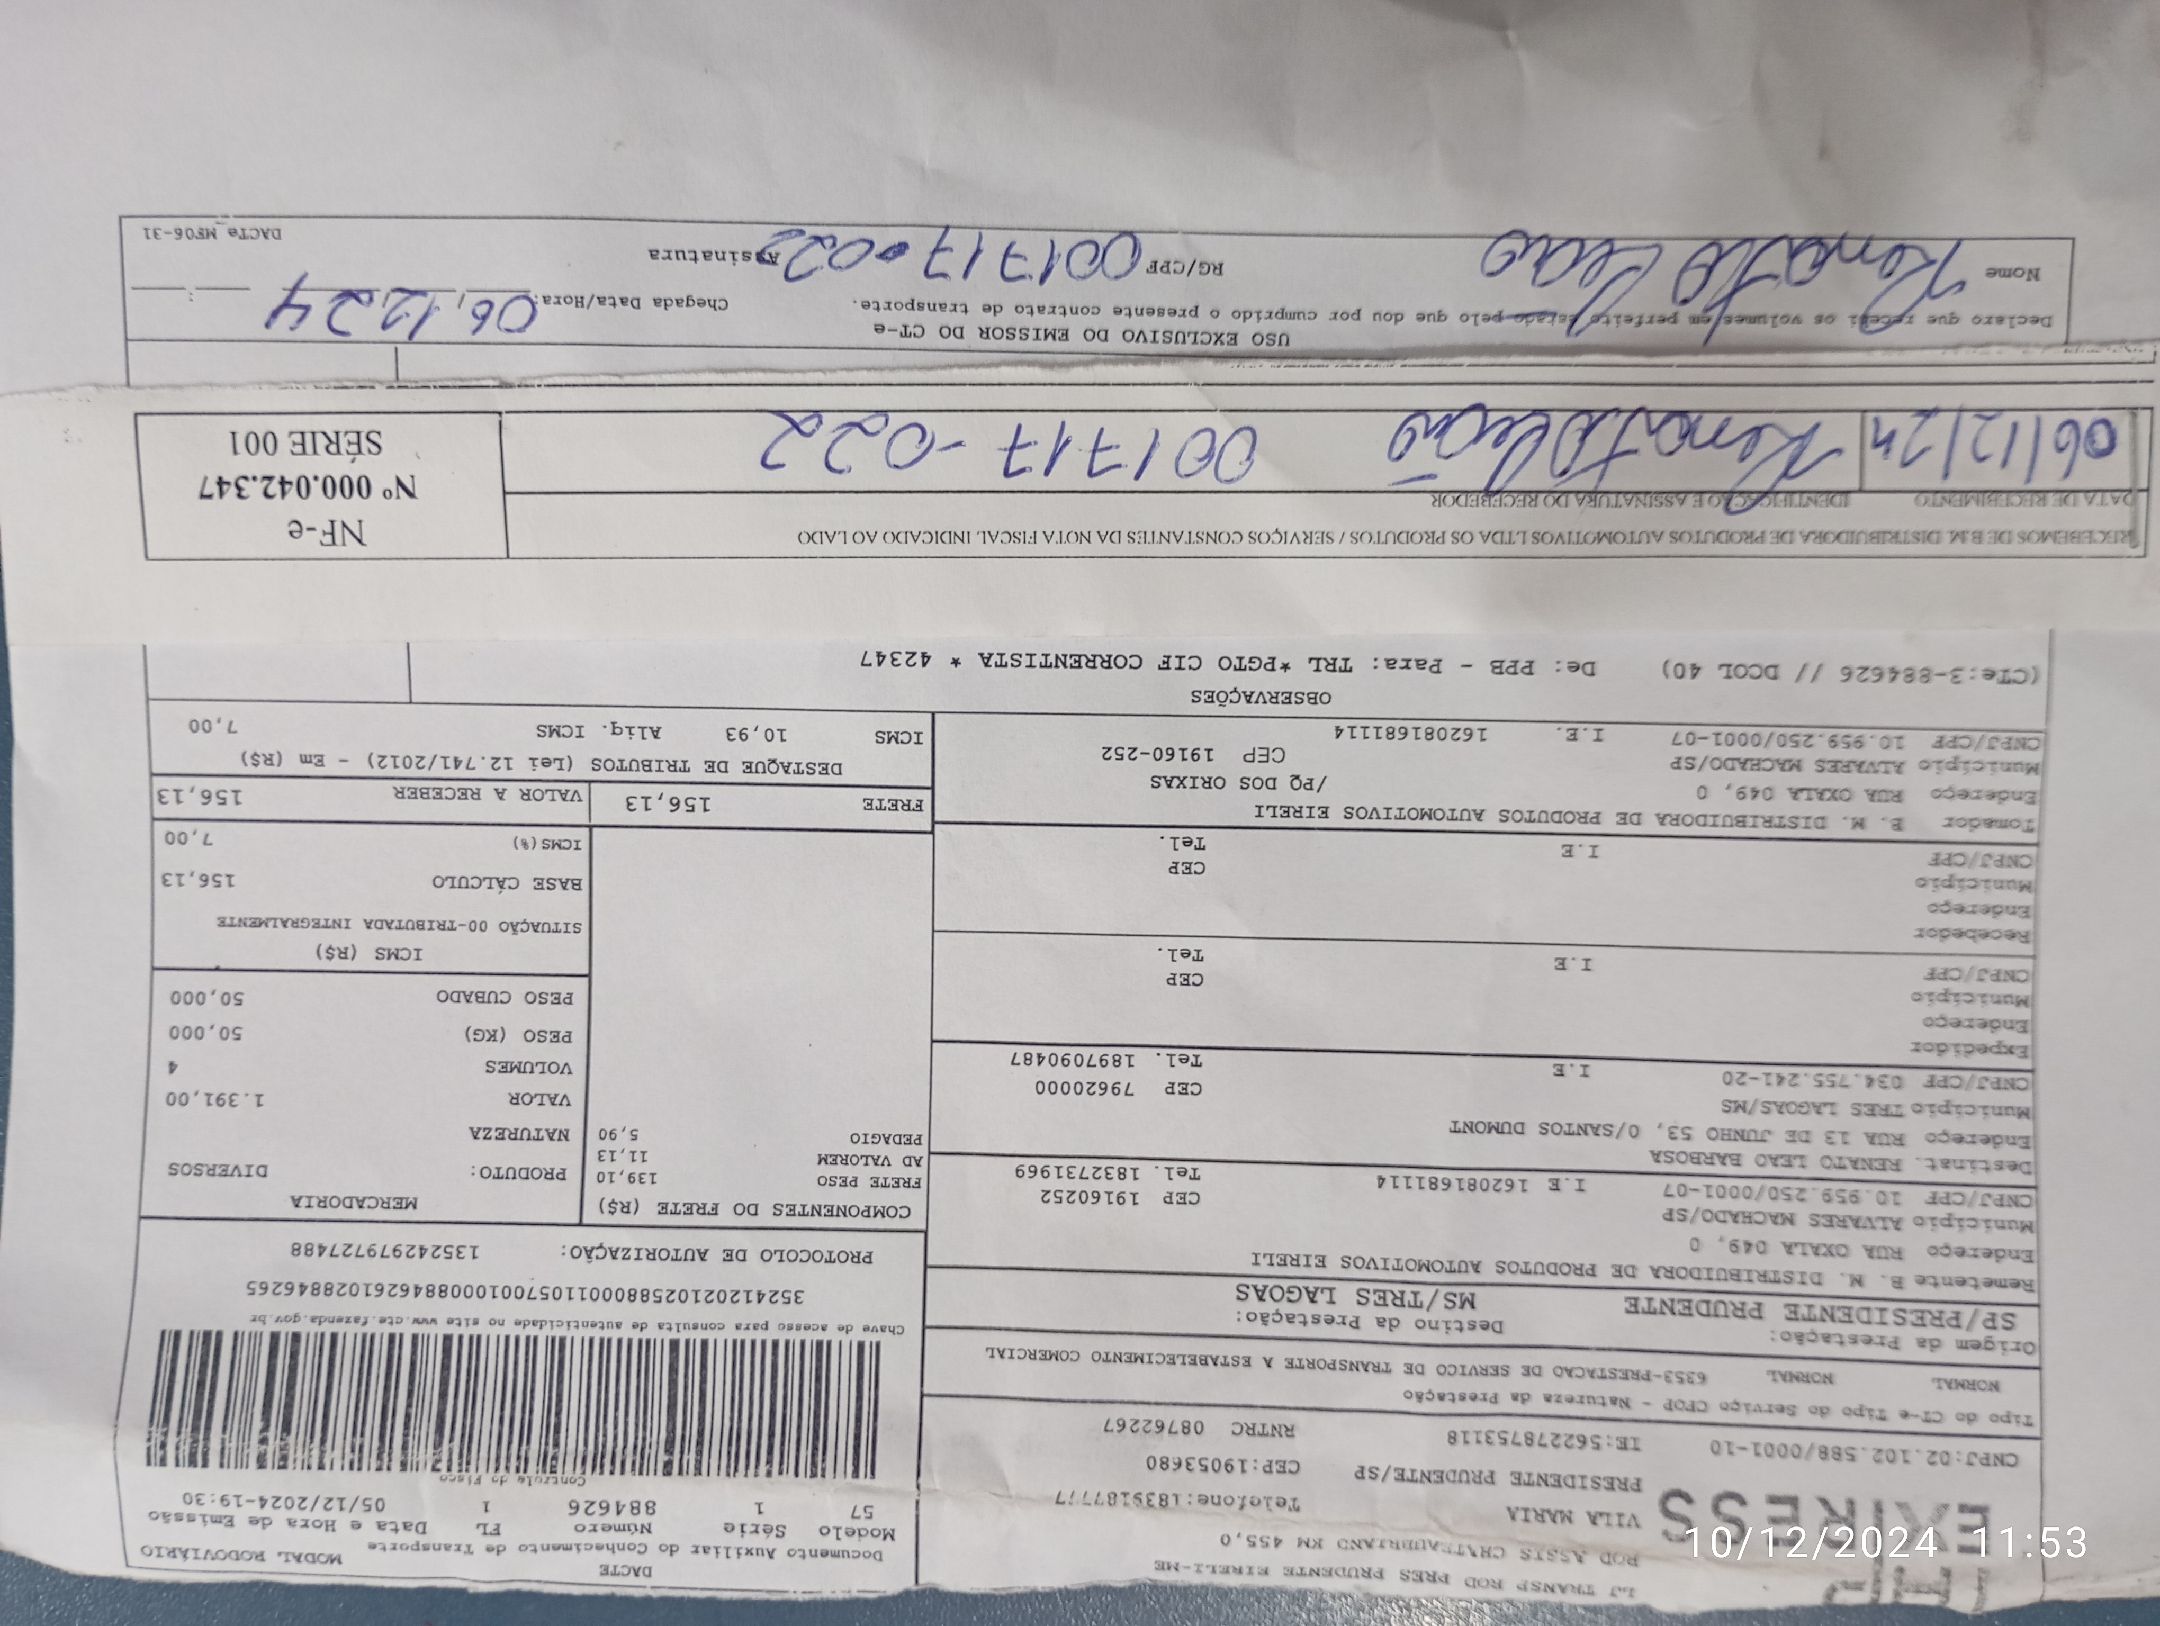 LJ TRANSP ROD PRES PRUDENTE EIRELI-ME
ROD ASSIS CHATEAUBRIAND KM 455,0
EXPRESS
VILA MARIA
Telefone:1839187777
PRESIDENTE PRUDENTE/SP
CEP:19053680
CNPJ:02.102.588/0001-10
IE:562278753118
RNTRC 08762267
DACTE
Documento Auxiliar do Conhecimento de Transporte
MODAL RODOVIÁRIO
Modelo Série Número FL Data e Hora de Emissão
57 1 884626 1 05/12/2024-19:30
Controle do Fisco
Chave de acesso para consulta de autenticidade no site www.cte.fazenda.gov.br
PROTOCOLO DE AUTORIZAÇÃO: 135242979727488
Tipo do CT-e Tipo do Serviço CFOP - Natureza da Prestação
NORMAL NORMAL 6353-PRESTACAO DE SERVICO DE TRANSPORTE A ESTABELECIMENTO COMERCIAL
Origem da Prestação: Destino da Prestação:
SP/PRESIDENTE PRUDENTE MS/TRES LAGOAS
Remetente B. M. DISTRIBUIDORA DE PRODUTOS AUTOMOTIVOS EIRELI
Endereço RUA OXALA 049, 0
Município ALVARES MACHADO/SP CEP 19160252
CNPJ/CPF 10.959.250/0001-07 I.E 162081681114 Tel. 1832731969
Destinat. RENATO LEAO BARBOSA
Endereço RUA 13 DE JUNHO 53, 0/SANTOS DUMONT
Município TRES LAGOAS/MS CEP 79620000
CNPJ/CPF 034.755.241-20 I.E Tel. 1897090487
Expedidor
Endereço
Município CEP
CNPJ/CPF I.E Tel.
Recebedor
Endereço
Município CEP
CNPJ/CPF I.E Tel.
Tomador B. M. DISTRIBUIDORA DE PRODUTOS AUTOMOTIVOS EIRELI
Endereço RUA OXALA 049, 0 /PQ DOS ORIXAS
Município ALVARES MACHADO/SP CEP 19160-252
CNPJ/CPF 10.959.250/0001-07 I.E. 162081681114
COMPONENTES DO FRETE (R$)
FRETE PESO 139,10
AD VALOREM 11,13
PEDAGIO 5,90
MERCADORIA
PRODUTO: DIVERSOS
NATUREZA
VALOR 1.391,00
VOLUMES 4
PESO (KG) 50,000
PESO CUBADO 50,000
ICMS (R$)
SITUAÇÃO 00-TRIBUTADA INTEGRALMENTE
BASE CÁLCULO 156,13
ICMS(%) 7,00
FRETE 156,13 VALOR A RECEBER 156,13
DESTAQUE DE TRIBUTOS (Lei 12.741/2012) - Em (R$)
ICMS 10,93 Aliq. ICMS 7,00
OBSERVAÇÕES
(CTe:3-884626 // DCOL 40) De: PPB - Para: TRL *PGTO CIF CORRENTISTA * 42347
RECEBEMOS DE B.M. DISTRIBUIDORA DE PRODUTOS AUTOMOTIVOS LTDA OS PRODUTOS / SERVIÇOS CONSTANTES DA NOTA FISCAL INDICADO AO LADO
DATA DE RECEBIMENTO IDENTIFICAÇÃO E ASSINATURA DO RECEBEDOR
06/12/24 Renato Leão 001717-022
NF-e
Nº 000.042.347
SÉRIE 001
USO EXCLUSIVO DO EMISSOR DO CT-e
Declaro que recebi os volumes em perfeito estado pelo que dou por cumprido o presente contrato de transporte.
Chegada Data/Hora: 06,12,24 :
Nome Renato Leao RG/CPF 001717-022 Assinatura
DACTe MF06-31
10/12/2024 11:53